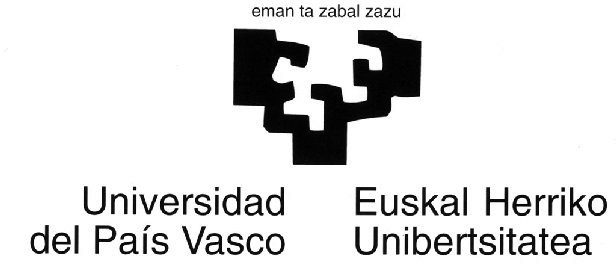 eman ta zabal zazu
Universidad
del País Vasco
Euskal Herriko
Unibertsitatea